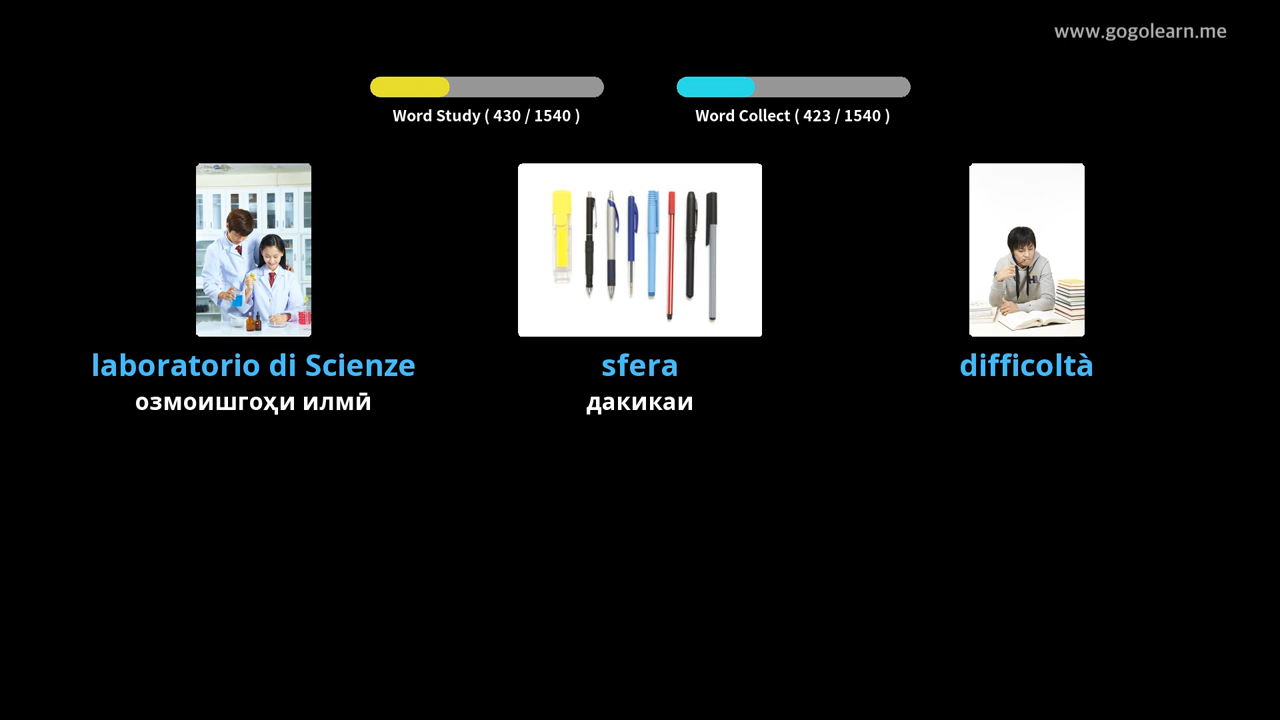 www.gogolearn.me
Word Study ( 430 / 1540 )
Word Collect ( 423 / 1540 )
laboratorio di Scienze
озмоишгоҳи илмӣ
sfera
дакикаи
difficoltà